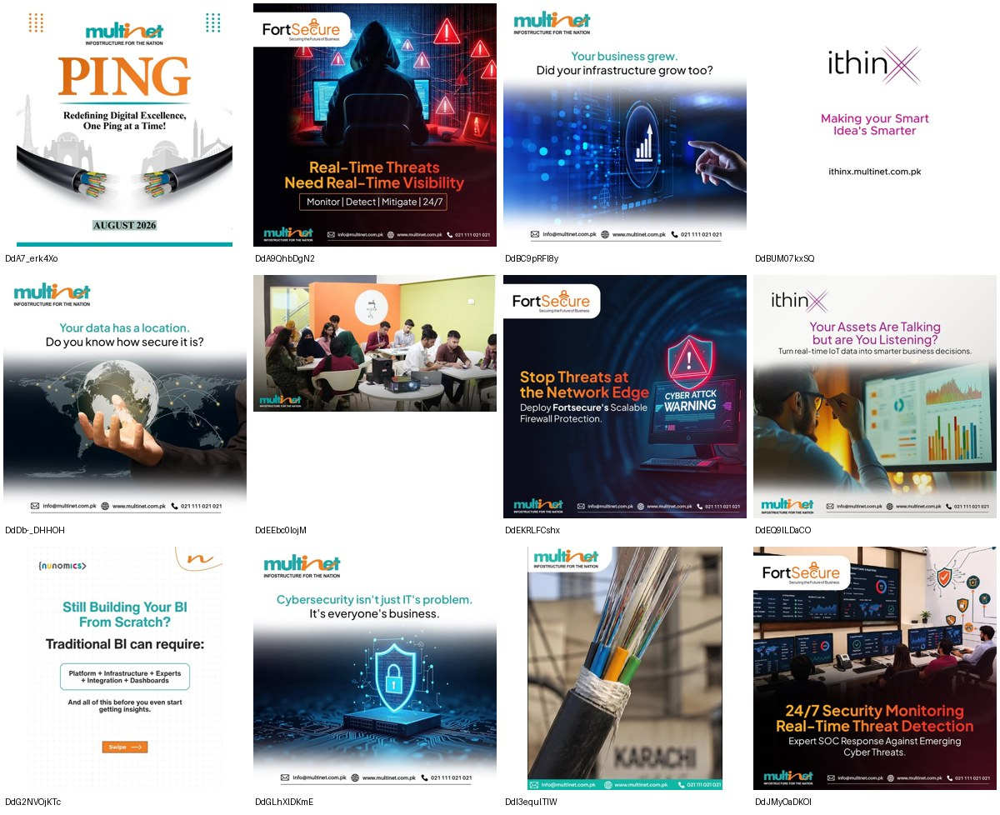 multinet
INFOSTRUCTURE FOR THE NATION
PING
Redefining Digital Excellence,
One Ping at a Time!
AUGUST 2026
DdA7_erk4Xo
FortSecure
Securing the Future of Business
Real-Time Threats
Need Real-Time Visibility
Monitor | Detect | Mitigate | 24/7
multinet
INFOSTRUCTURE FOR THE NATION
info@multinet.com.pk www.multinet.com.pk 021 111 021 021
DdA9QhbDgN2
multinet
INFOSTRUCTURE FOR THE NATION
Your business grew.
Did your infrastructure grow too?
info@multinet.com.pk www.multinet.com.pk 021 111 021 021
DdBC9pRFI8y
ithinX
Making your Smart
Idea's Smarter
ithinx.multinet.com.pk
DdBUM07kxSQ
multinet
INFOSTRUCTURE FOR THE NATION
Your data has a location.
Do you know how secure it is?
info@multinet.com.pk www.multinet.com.pk 021 111 021 021
DdDb-_DHHOH
multinet
INFOSTRUCTURE FOR THE NATION
DdEEbc0IojM
FortSecure
Securing the Future of Business
Stop Threats at
the Network Edge
Deploy Fortsecure's Scalable
Firewall Protection.
CYBER ATTCK
WARNING
multinet
INFOSTRUCTURE FOR THE NATION
info@multinet.com.pk www.multinet.com.pk 021 111 021 021
DdEKRLFCshx
ithinX
Your Assets Are Talking
but are You Listening?
Turn real-time IoT data into smarter business decisions.
multinet
INFOSTRUCTURE FOR THE NATION
info@multinet.com.pk www.multinet.com.pk 021 111 021 021
DdEQ9ILDaCO
{nunomics>
n
Still Building Your BI
From Scratch?
Traditional BI can require:
Platform + Infrastructure + Experts
+ Integration + Dashboards
And all of this before you even start
getting insights.
Swipe
DdG2NVOjKTc
multinet
INFOSTRUCTURE FOR THE NATION
Cybersecurity isn't just IT's problem.
It's everyone's business.
info@multinet.com.pk www.multinet.com.pk 021 111 021 021
DdGLhXIDKmE
multinet
INFOSTRUCTURE FOR THE NATION
KARACHI
info@multinet.com.pk www.multinet.com.pk 021 111 021 021
DdI3equlTIW
FortSecure
Securing the Future of Business
24/7 Security Monitoring
Real-Time Threat Detection
Expert SOC Response Against Emerging
Cyber Threats.
multinet
INFOSTRUCTURE FOR THE NATION
info@multinet.com.pk www.multinet.com.pk 021 111 021 021
DdJMyOaDKOI